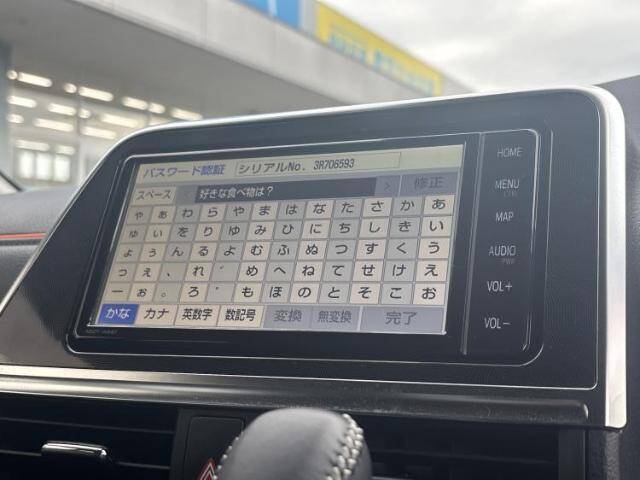 パスワード認証 シリアルNo. 3R706593
スペース 好きな食べ物は？ 修正
ゃ ぁ わ ら や ま は な た さ か あ
ゅ ぃ を り ゆ み ひ に ち し き い
ょ ぅ ん る よ む ふ ぬ つ す く う
っ ぇ 、 れ ゛ め へ ね て せ け え
ー ぉ 。 ろ ゜ も ほ の と そ こ お
かな カナ 英数字 数記号 変換 無変換 完了
HOME
MENU
MAP
AUDIO
PWR
VOL+
VOL−